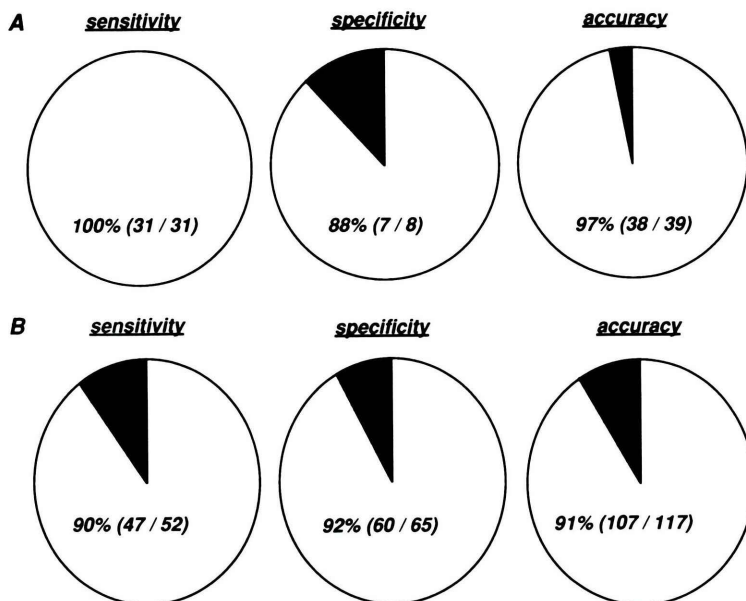 A sensitivity specificity accuracy
100% (31 / 31) 88% (7 / 8) 97% (38 / 39)
B sensitivity specificity accuracy
90% (47 / 52) 92% (60 / 65) 91% (107 / 117)